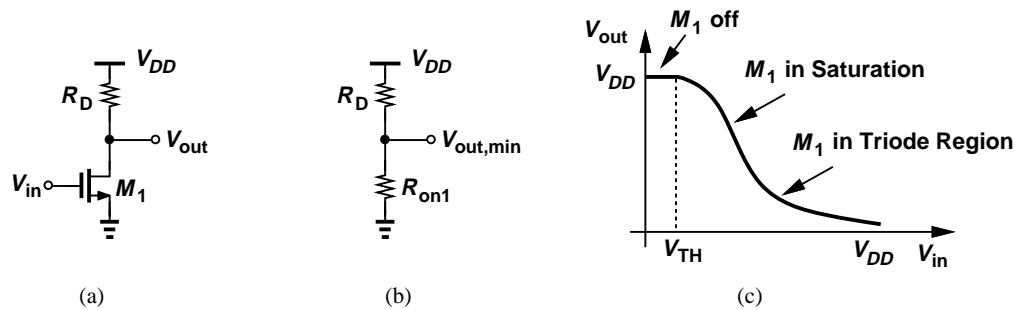 V_DD
R_D
V_out
V_in
M_1
(a)
V_DD
R_D
V_out,min
R_on1
(b)
V_out
M_1 off
V_DD
M_1 in Saturation
M_1 in Triode Region
V_TH
V_DD
V_in
(c)